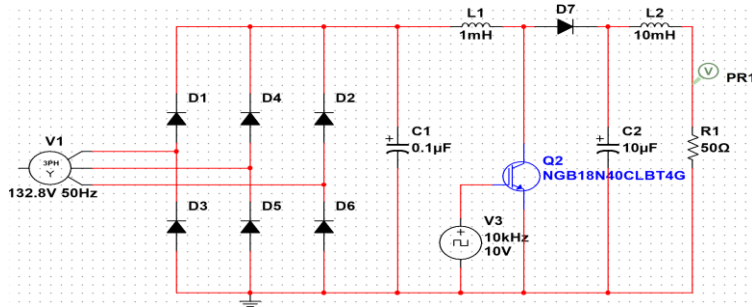 L1
1mH
D7
L2
10mH
V
PR1
D1
D4
D2
V1
3PH
Y
132.8V 50Hz
C1
0.1µF
C2
10µF
R1
50Ω
Q2
NGB18N40CLBT4G
D3
D5
D6
V3
10kHz
10V